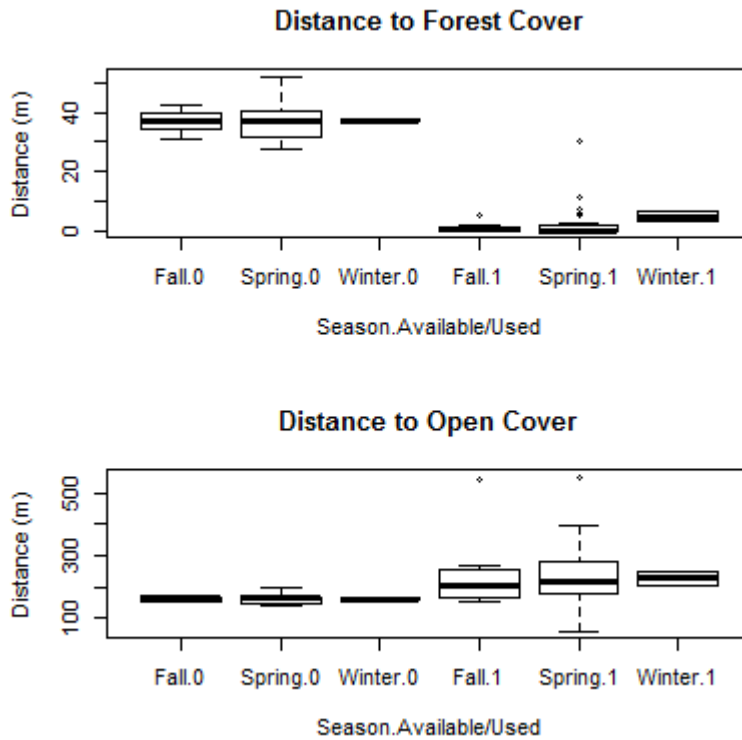 Distance to Forest Cover
Distance (m)
40
20
0
Fall.0 Spring.0 Winter.0 Fall.1 Spring.1 Winter.1
Season.Available/Used
Distance to Open Cover
Distance (m)
500
300
100
Fall.0 Spring.0 Winter.0 Fall.1 Spring.1 Winter.1
Season.Available/Used